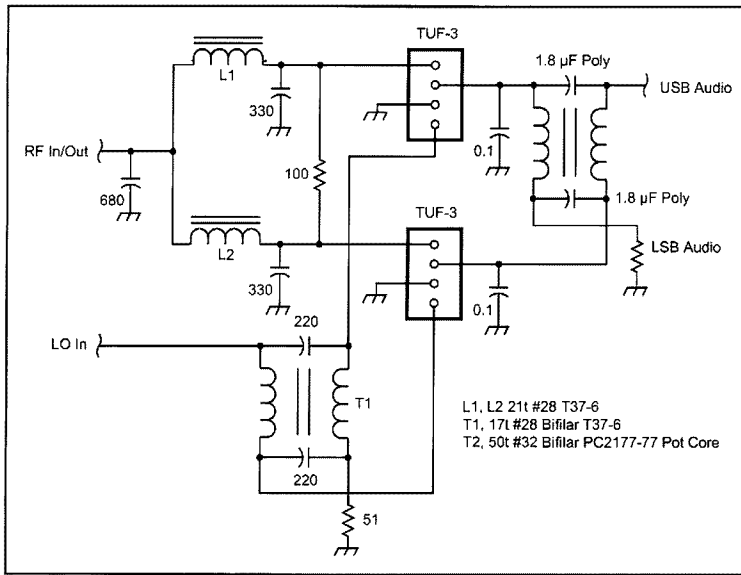 TUF-3
1.8 µF Poly
L1
USB Audio
330
RF In/Out
0.1
100
680
TUF-3
1.8 µF Poly
L2
LSB Audio
330
0.1
220
LO In
T1
L1, L2 21t #28 T37-6
T1, 17t #28 Bifilar T37-6
T2, 50t #32 Bifilar PC2177-77 Pot Core
220
51